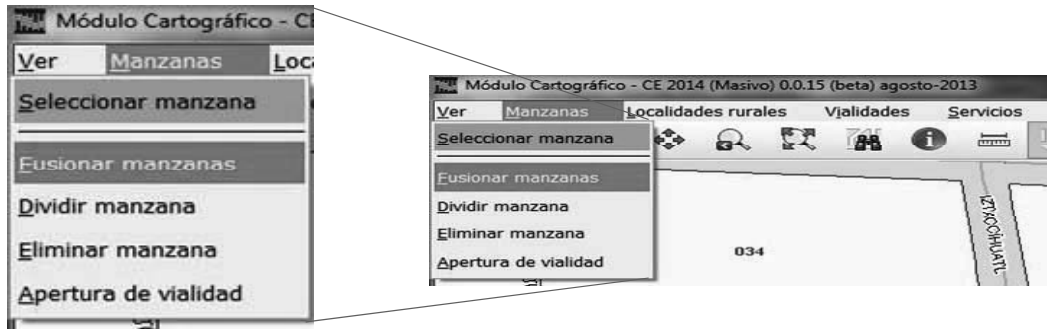 Módulo Cartográfico - CE
Ver Manzanas Loc
Seleccionar manzana
Fusionar manzanas
Dividir manzana
Eliminar manzana
Apertura de vialidad
Módulo Cartográfico - CE 2014 (Masivo) 0.0.15 (beta) agosto-2013
Ver Manzanas Localidades rurales Vialidades Servicios
Seleccionar manzana
Fusionar manzanas
Dividir manzana
Eliminar manzana
Apertura de vialidad
034
IZTACCÍHUATL